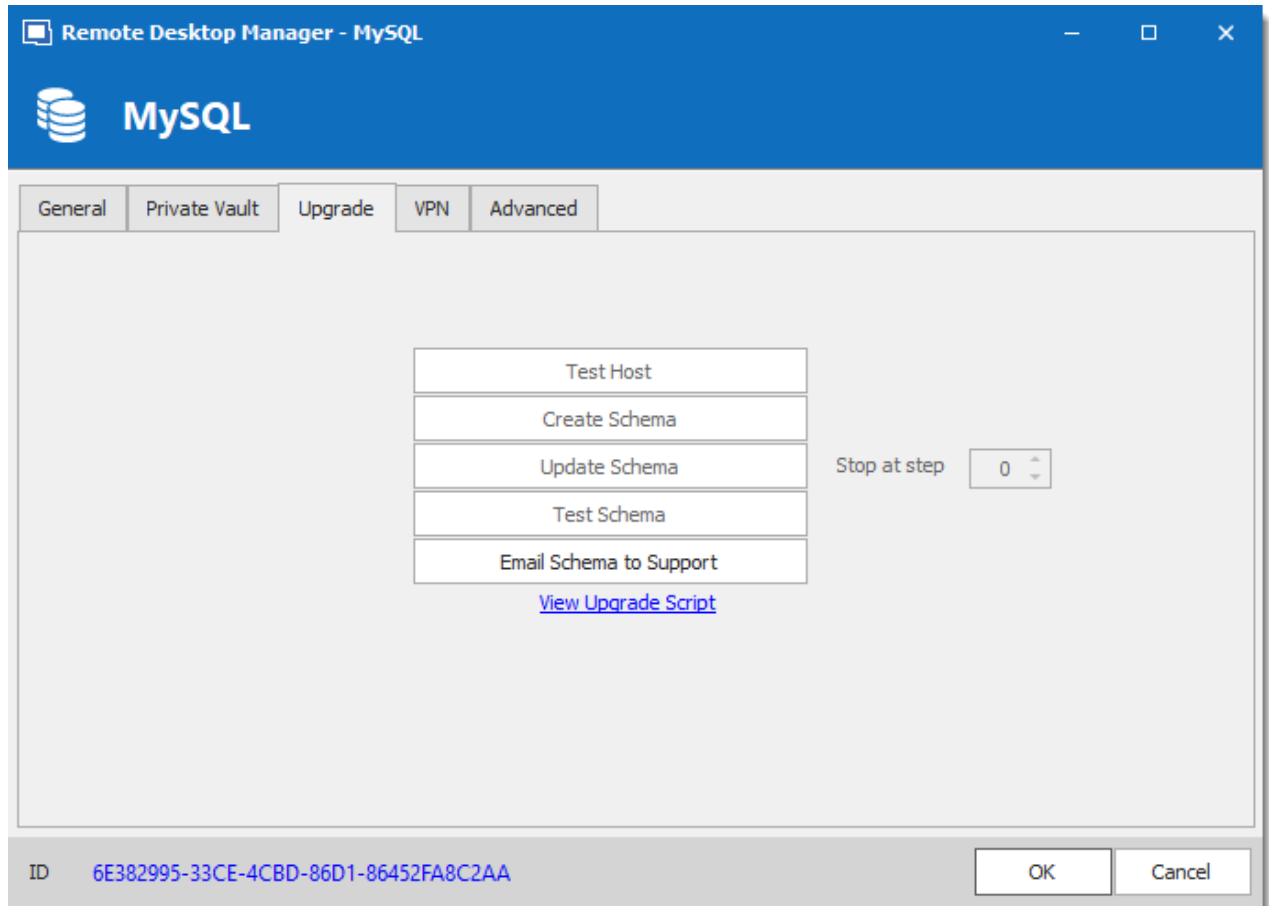 Remote Desktop Manager - MySQL
MySQL
General Private Vault Upgrade VPN Advanced
Test Host
Create Schema
Update Schema Stop at step 0
Test Schema
Email Schema to Support
View Upgrade Script
ID 6E382995-33CE-4CBD-86D1-86452FA8C2AA OK Cancel